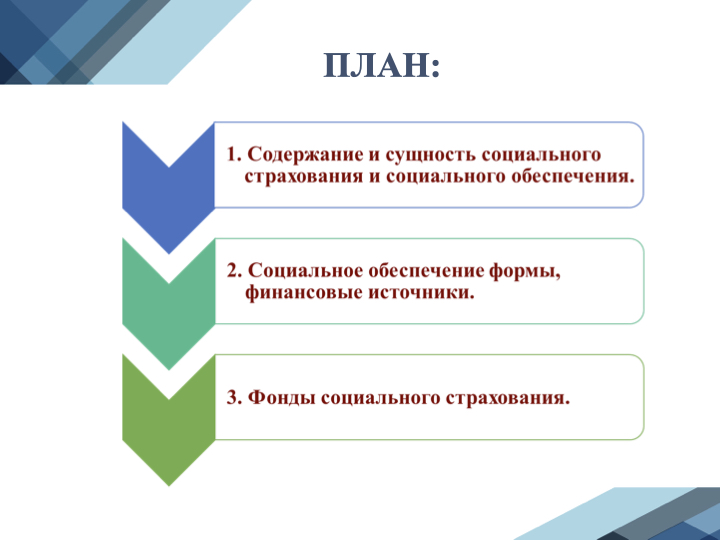 ПЛАН:
1. Содержание и сущность социального
страхования и социального обеспечения.
2. Социальное обеспечение формы,
финансовые источники.
3. Фонды социального страхования.